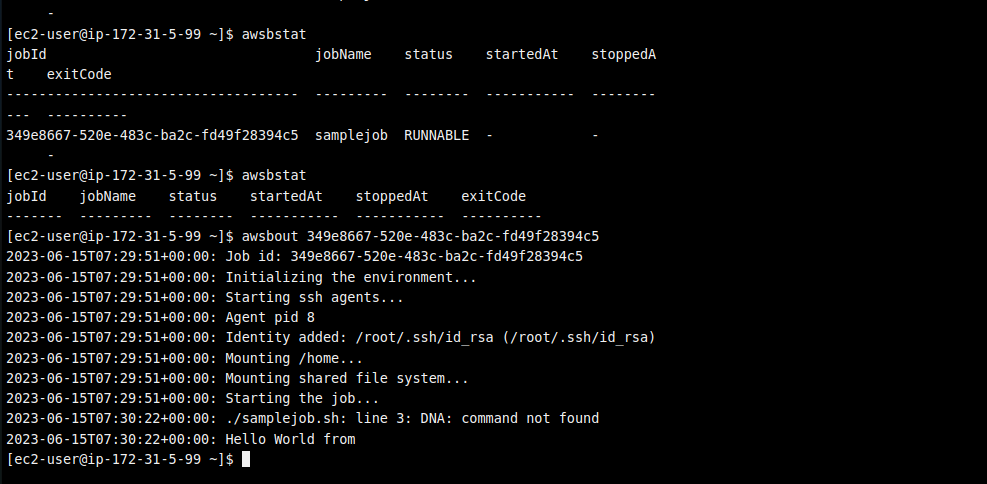 -
[ec2-user@ip-172-31-5-99 ~]$ awsbstat
jobId                                 jobName    status    startedAt    stoppedA
t    exitCode
------------------------------------  ---------  --------  -----------  --------
---  ----------
349e8667-520e-483c-ba2c-fd49f28394c5  samplejob  RUNNABLE  -            -
     -
[ec2-user@ip-172-31-5-99 ~]$ awsbstat
jobId    jobName    status    startedAt    stoppedAt    exitCode
-------  ---------  --------  -----------  -----------  ----------
[ec2-user@ip-172-31-5-99 ~]$ awsbout 349e8667-520e-483c-ba2c-fd49f28394c5
2023-06-15T07:29:51+00:00: Job id: 349e8667-520e-483c-ba2c-fd49f28394c5
2023-06-15T07:29:51+00:00: Initializing the environment...
2023-06-15T07:29:51+00:00: Starting ssh agents...
2023-06-15T07:29:51+00:00: Agent pid 8
2023-06-15T07:29:51+00:00: Identity added: /root/.ssh/id_rsa (/root/.ssh/id_rsa)
2023-06-15T07:29:51+00:00: Mounting /home...
2023-06-15T07:29:51+00:00: Mounting shared file system...
2023-06-15T07:29:51+00:00: Starting the job...
2023-06-15T07:30:22+00:00: ./samplejob.sh: line 3: DNA: command not found
2023-06-15T07:30:22+00:00: Hello World from
[ec2-user@ip-172-31-5-99 ~]$